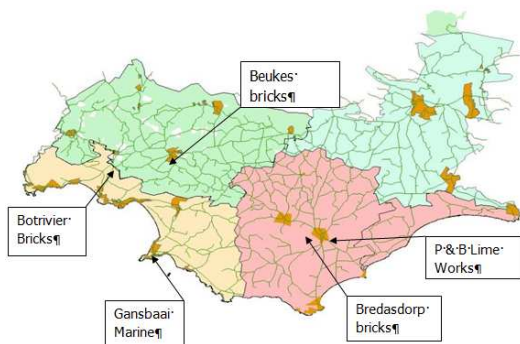 Beukes·
bricks¶
Botrivier·
Bricks¶
P·&·B·Lime·
Works¶
Gansbaai·
Marine¶
Bredasdorp·
bricks¶